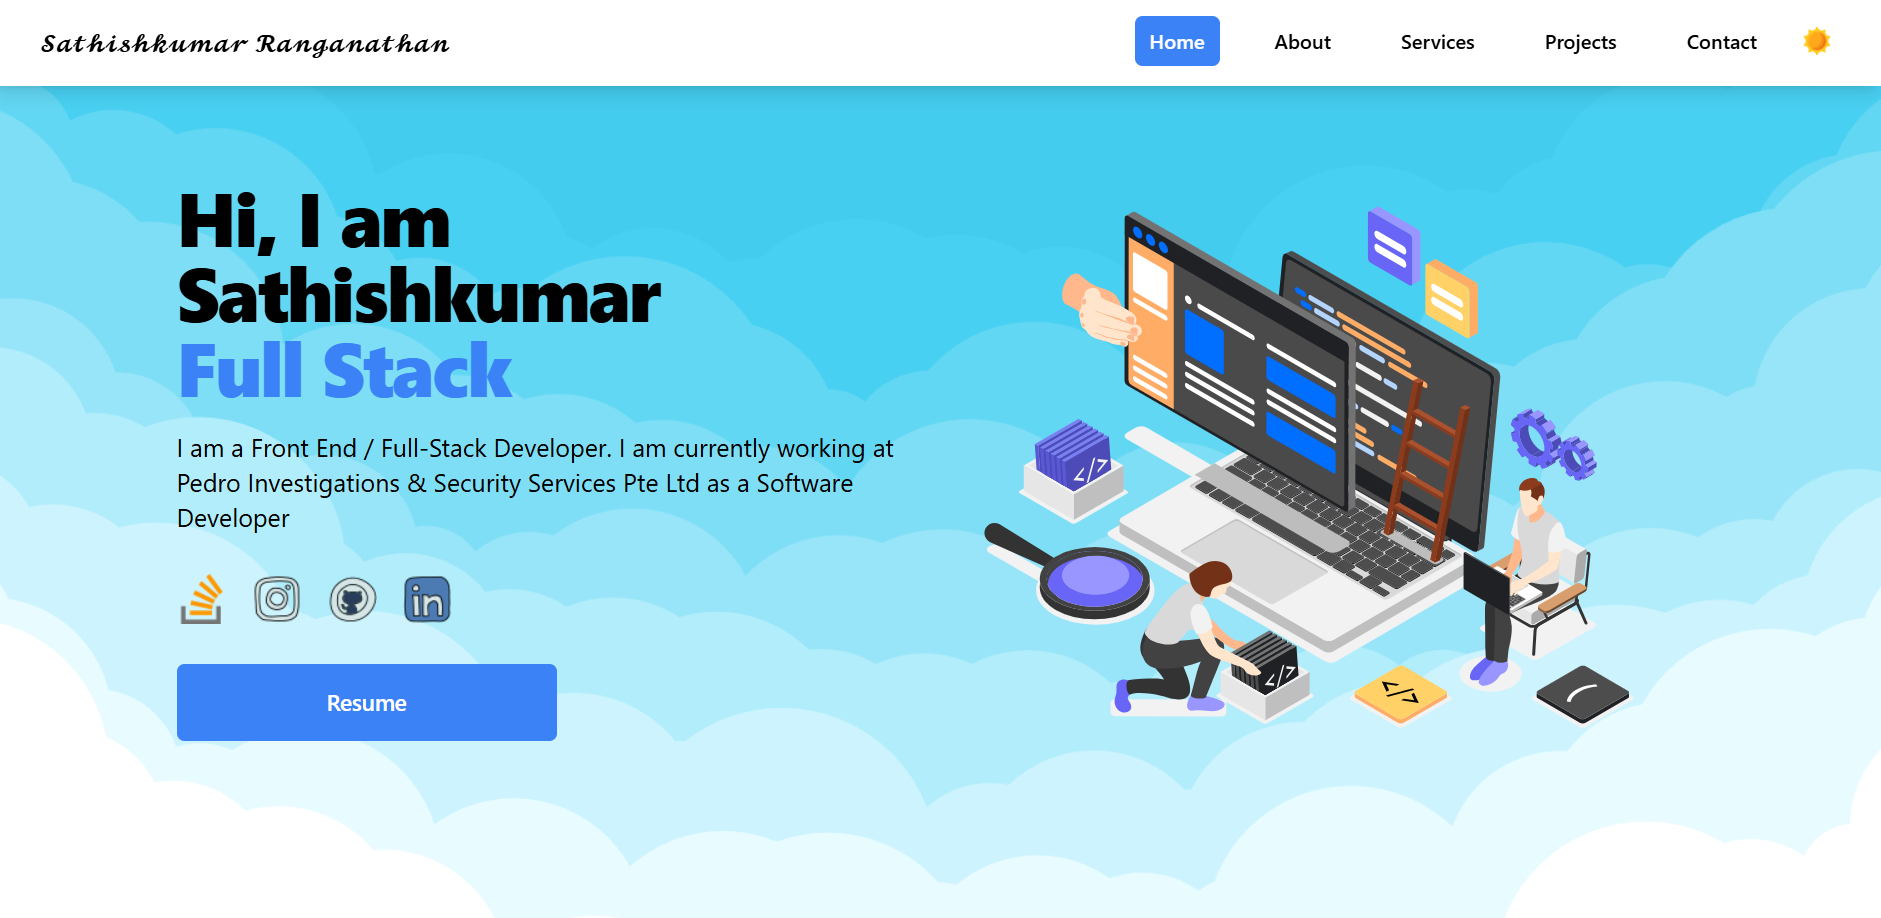 Sathishkumar Ranganathan
Home
About
Services
Projects
Contact
Hi, I am
Sathishkumar
Full Stack
I am a Front End / Full-Stack Developer. I am currently working at
Pedro Investigations & Security Services Pte Ltd as a Software
Developer
in
Resume
</>
</>
</>